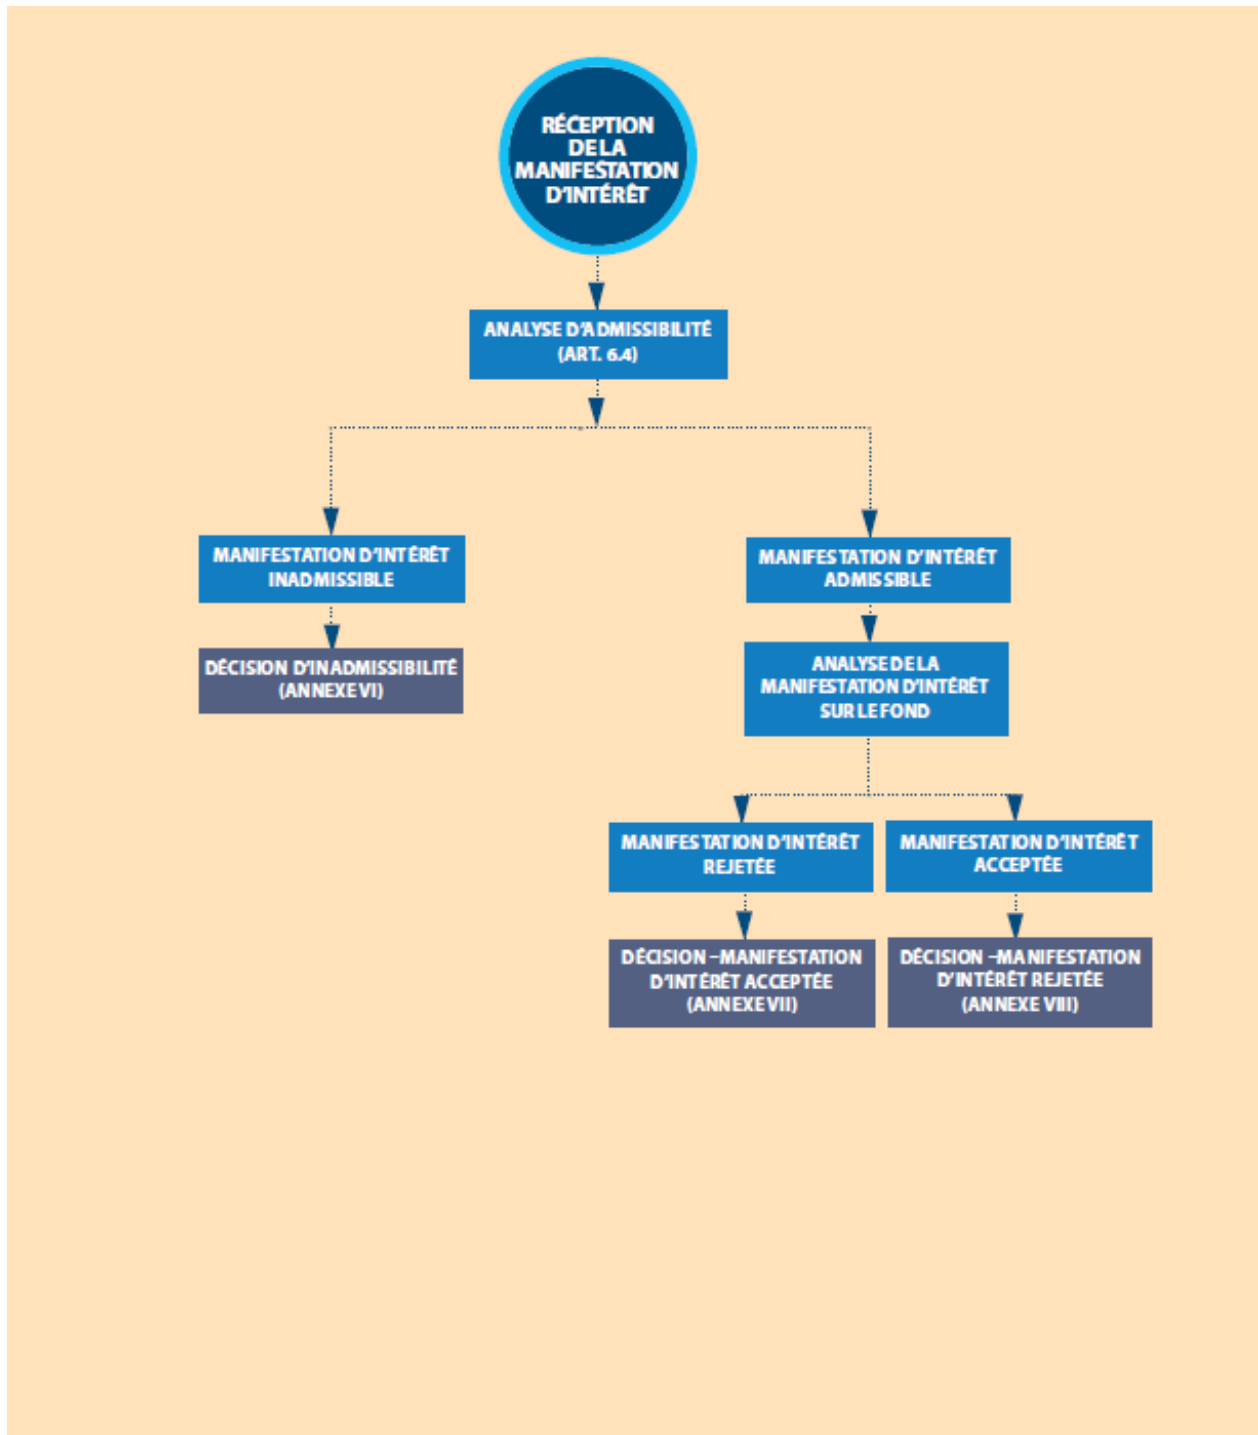 RÉCEPTION
DE LA
MANIFESTATION
D'INTÉRÊT
ANALYSE D'ADMISSIBILITÉ
(ART. 6.4)
MANIFESTATION D'INTÉRÊT
INADMISSIBLE
DÉCISION D'INADMISSIBILITÉ
(ANNEXE VI)
MANIFESTATION D'INTÉRÊT
ADMISSIBLE
ANALYSE DE LA
MANIFESTATION D'INTÉRÊT
SUR LE FOND
MANIFESTATION D'INTÉRÊT
REJETÉE
DÉCISION –MANIFESTATION
D'INTÉRÊT ACCEPTÉE
(ANNEXE VII)
MANIFESTATION D'INTÉRÊT
ACCEPTÉE
DÉCISION –MANIFESTATION
D'INTÉRÊT REJETÉE
(ANNEXE VIII)